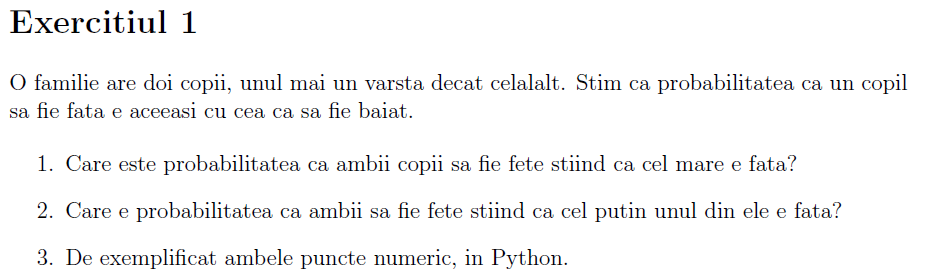 Exercitiul 1
O familie are doi copii, unul mai un varsta decat celalalt. Stim ca probabilitatea ca un copil
sa fie fata e aceeasi cu cea ca sa fie baiat.
1. Care este probabilitatea ca ambii copii sa fie fete stiind ca cel mare e fata?
2. Care e probabilitatea ca ambii sa fie fete stiind ca cel putin unul din ele e fata?
3. De exemplificat ambele puncte numeric, in Python.